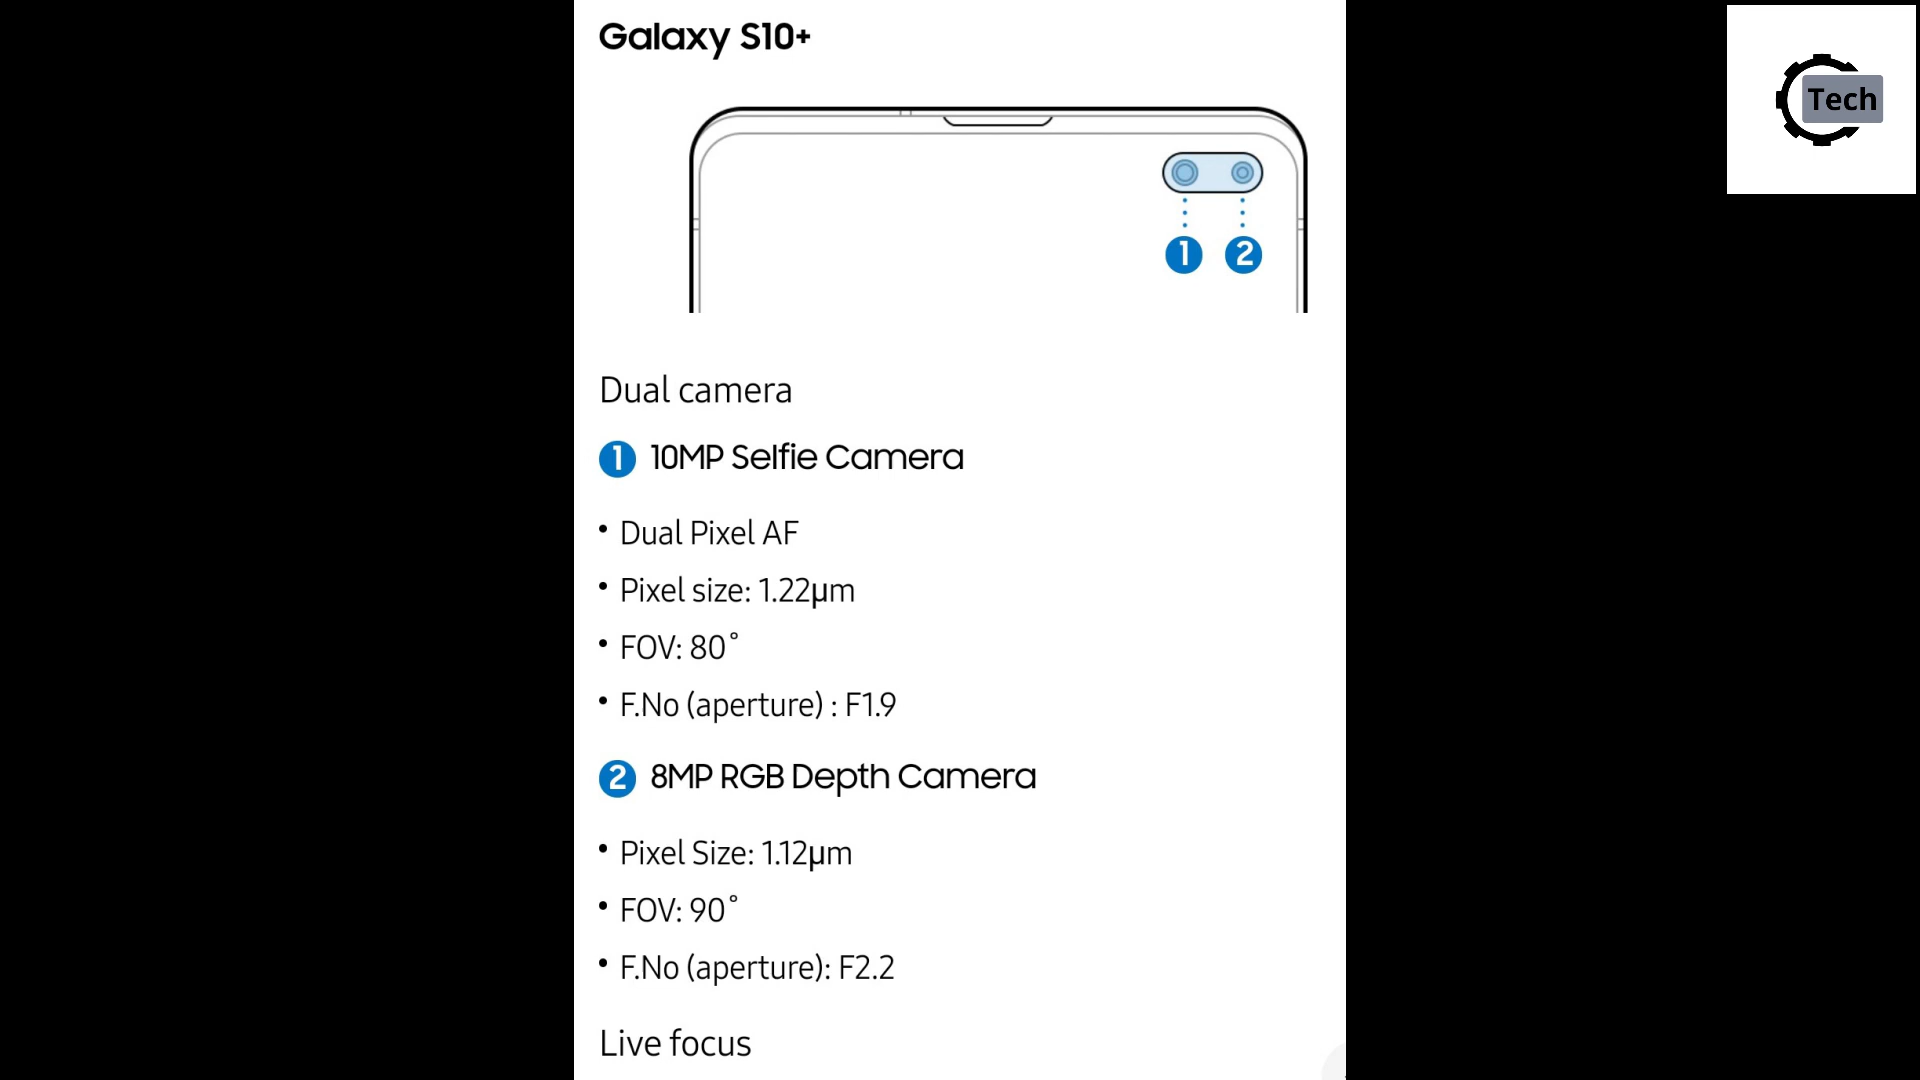 Galaxy S10+
Tech
1 2
Dual camera
1 10MP Selfie Camera
• Dual Pixel AF
• Pixel size: 1.22µm
• FOV: 80˚
• F.No (aperture) : F1.9
2 8MP RGB Depth Camera
• Pixel Size: 1.12µm
• FOV: 90˚
• F.No (aperture): F2.2
Live focus